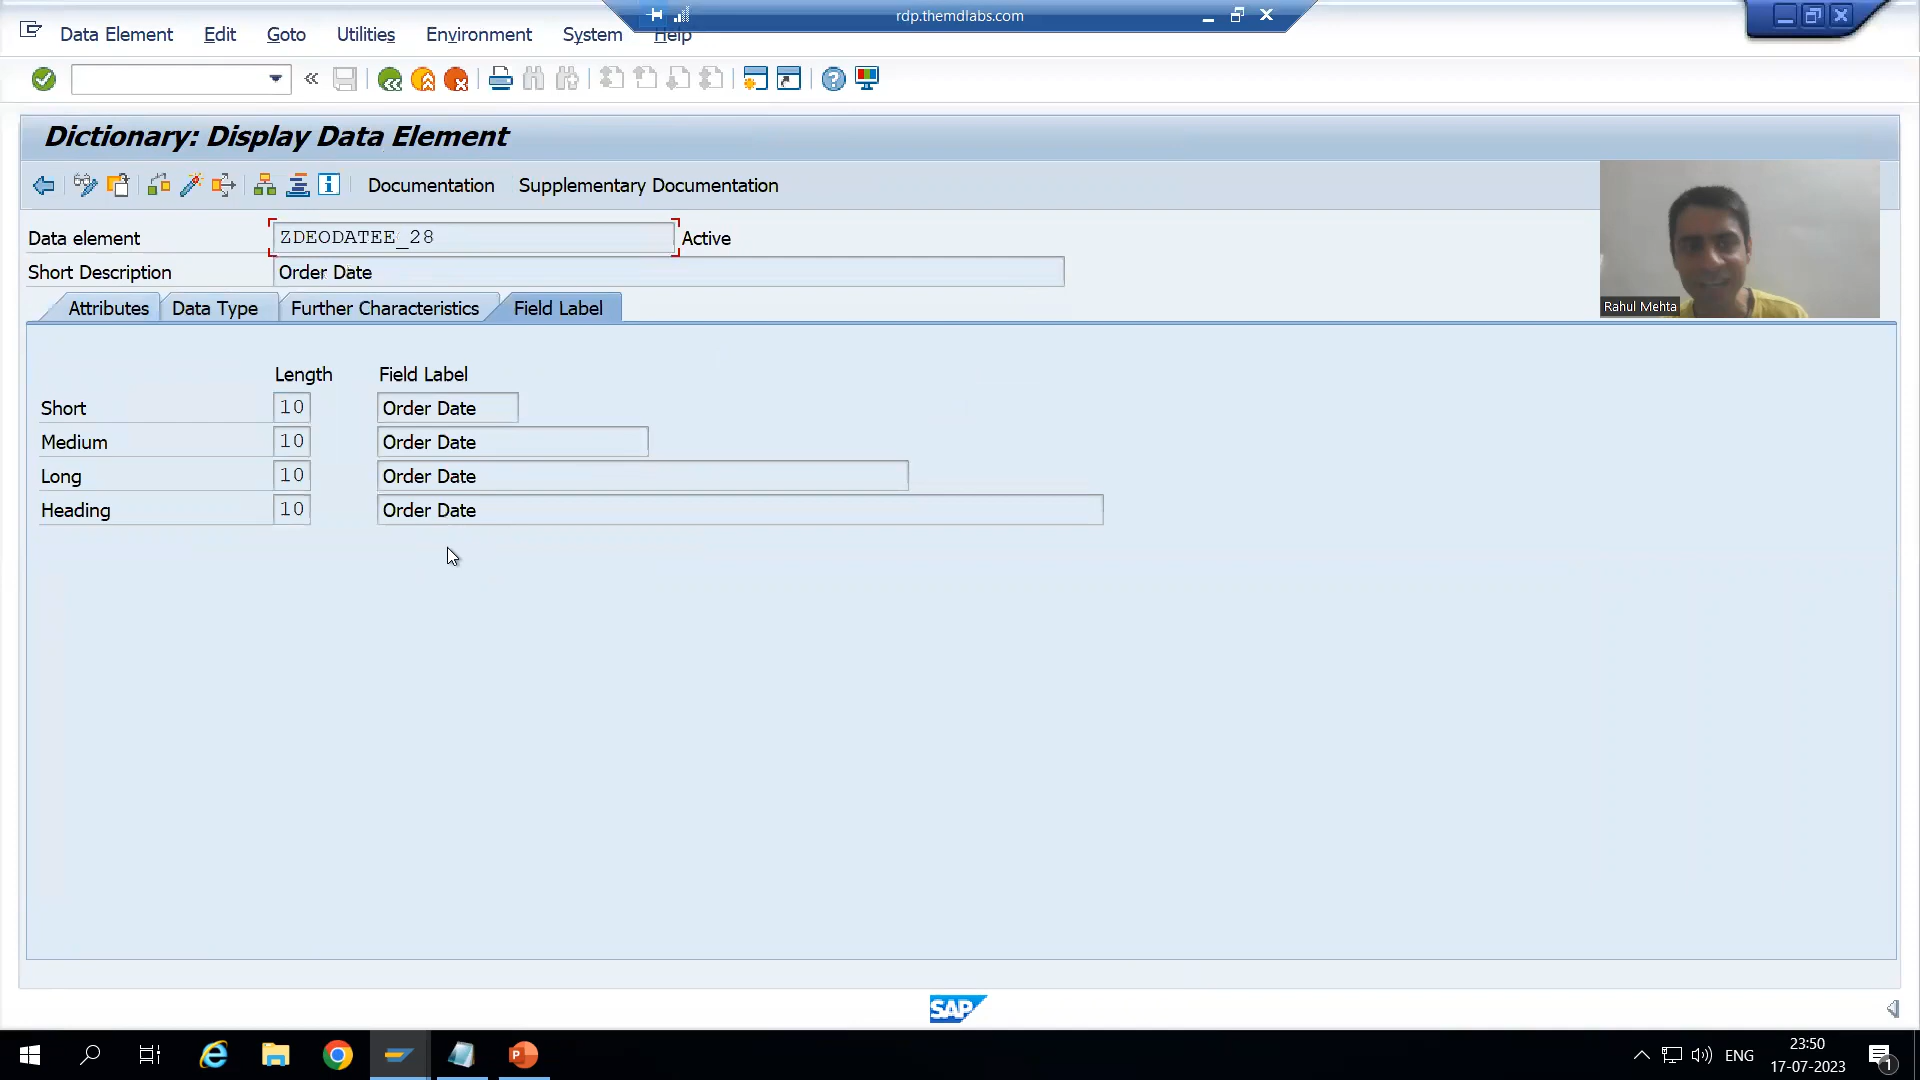 rdp.themdlabs.com
Data Element Edit Goto Utilities Environment System Help
Dictionary: Display Data Element
Documentation Supplementary Documentation
Data element ZDEODATEE_28 Active
Short Description Order Date
Attributes Data Type Further Characteristics Field Label
Rahul Mehta
Length Field Label
Short 10 Order Date
Medium 10 Order Date
Long 10 Order Date
Heading 10 Order Date
SAP
ENG
23:50
17-07-2023
1